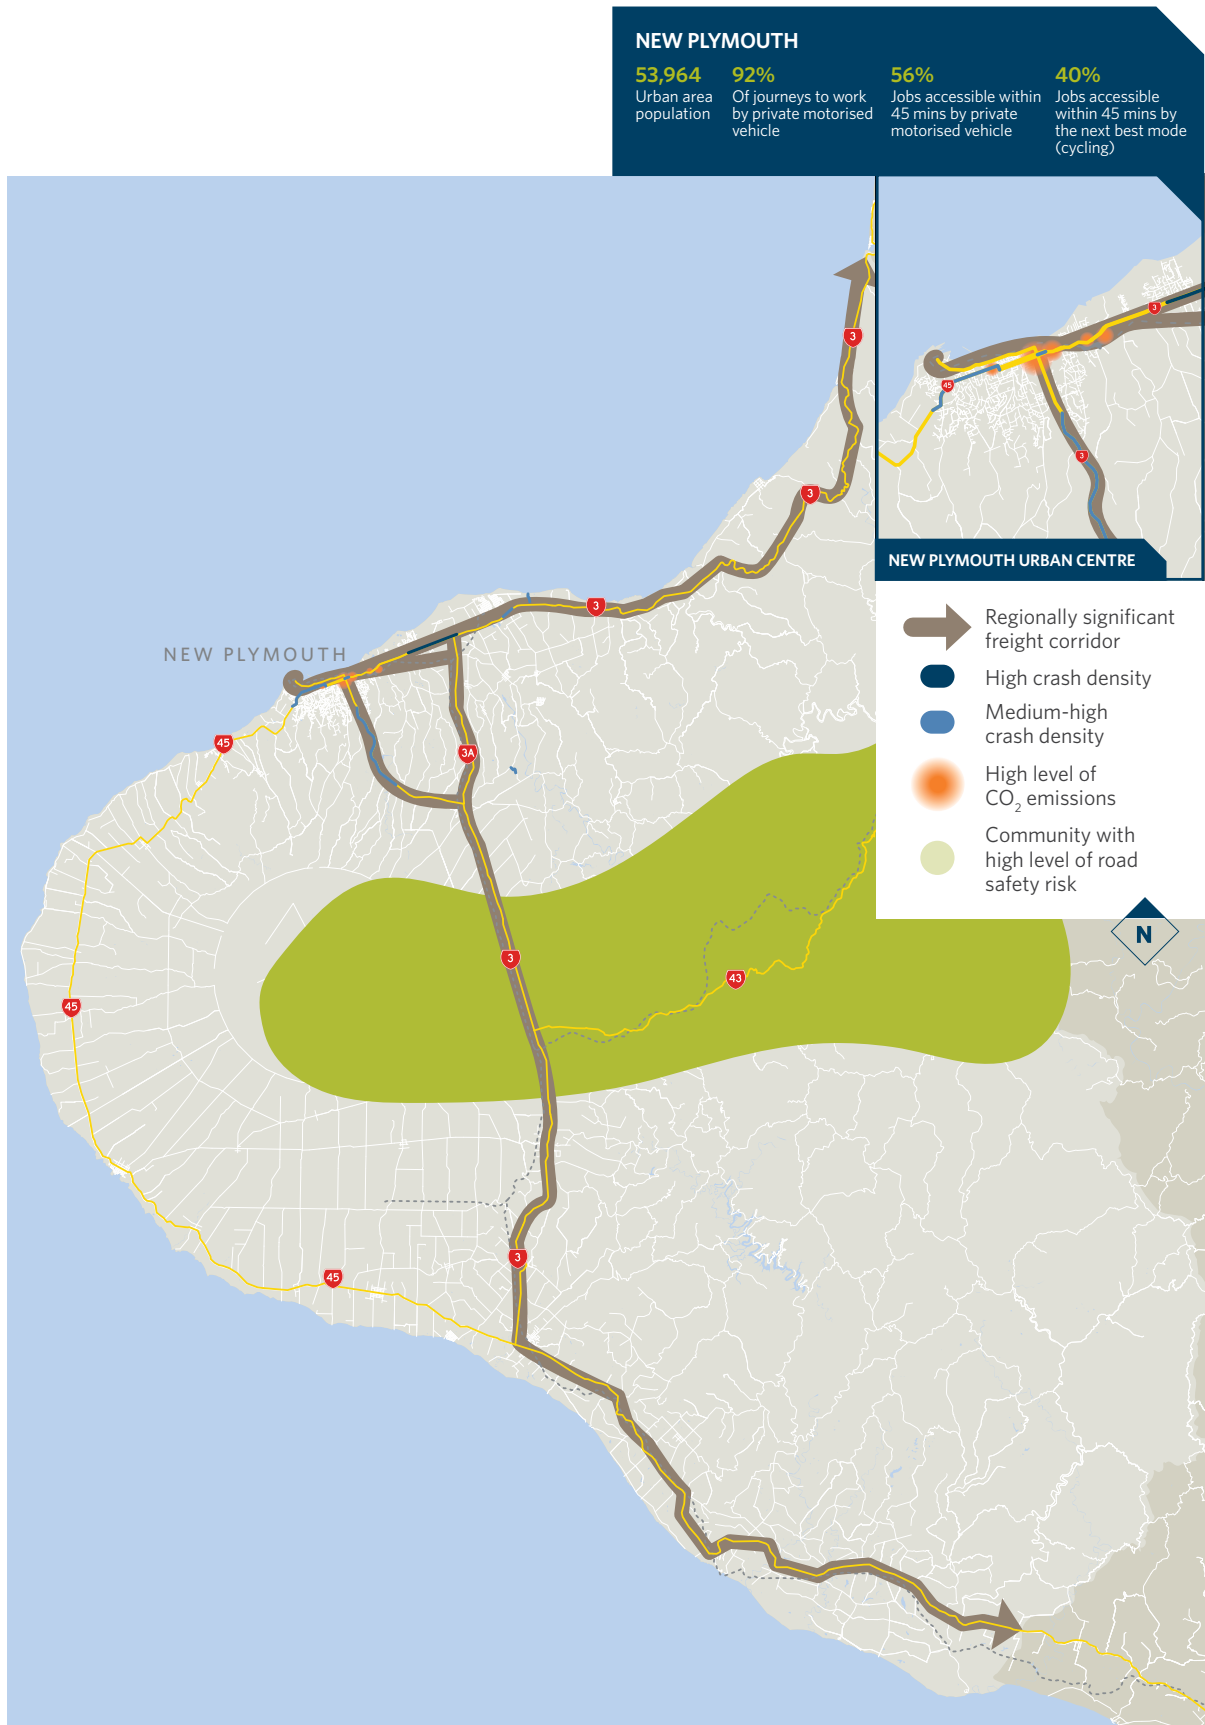 NEW PLYMOUTH
53,964
Urban area
population
92%
Of journeys to work
by private motorised
vehicle
56%
Jobs accessible within
45 mins by private
motorised vehicle
40%
Jobs accessible
within 45 mins by
the next best mode
(cycling)
3
45
3
NEW PLYMOUTH URBAN CENTRE
Regionally significant
freight corridor
High crash density
Medium-high
crash density
High level of
CO2 emissions
Community with
high level of road
safety risk
N
3
3
3
NEW PLYMOUTH
45
3A
3
43
45
3
45